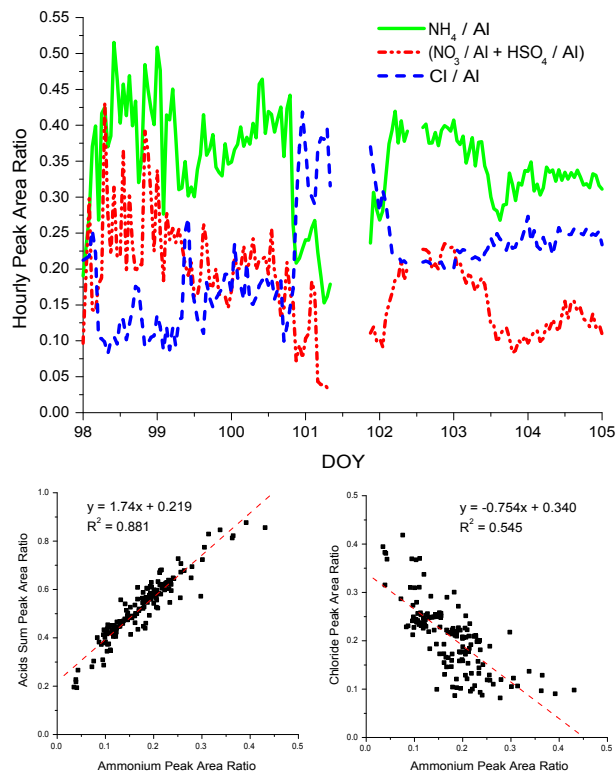 NH4 / Al
(NO3 / Al + HSO4 / Al)
Cl / Al
Hourly Peak Area Ratio
0.55
0.50
0.45
0.40
0.35
0.30
0.25
0.20
0.15
0.10
0.05
0.00
98 99 100 101 102 103 104 105
DOY
y = 1.74x + 0.219
R² = 0.881
Acids Sum Peak Area Ratio
1.0
0.8
0.6
0.4
0.2
0.0
0.0 0.1 0.2 0.3 0.4 0.5
Ammonium Peak Area Ratio
y = -0.754x + 0.340
R² = 0.545
Chloride Peak Area Ratio
0.5
0.4
0.3
0.2
0.1
0.0
0.0 0.1 0.2 0.3 0.4 0.5
Ammonium Peak Area Ratio